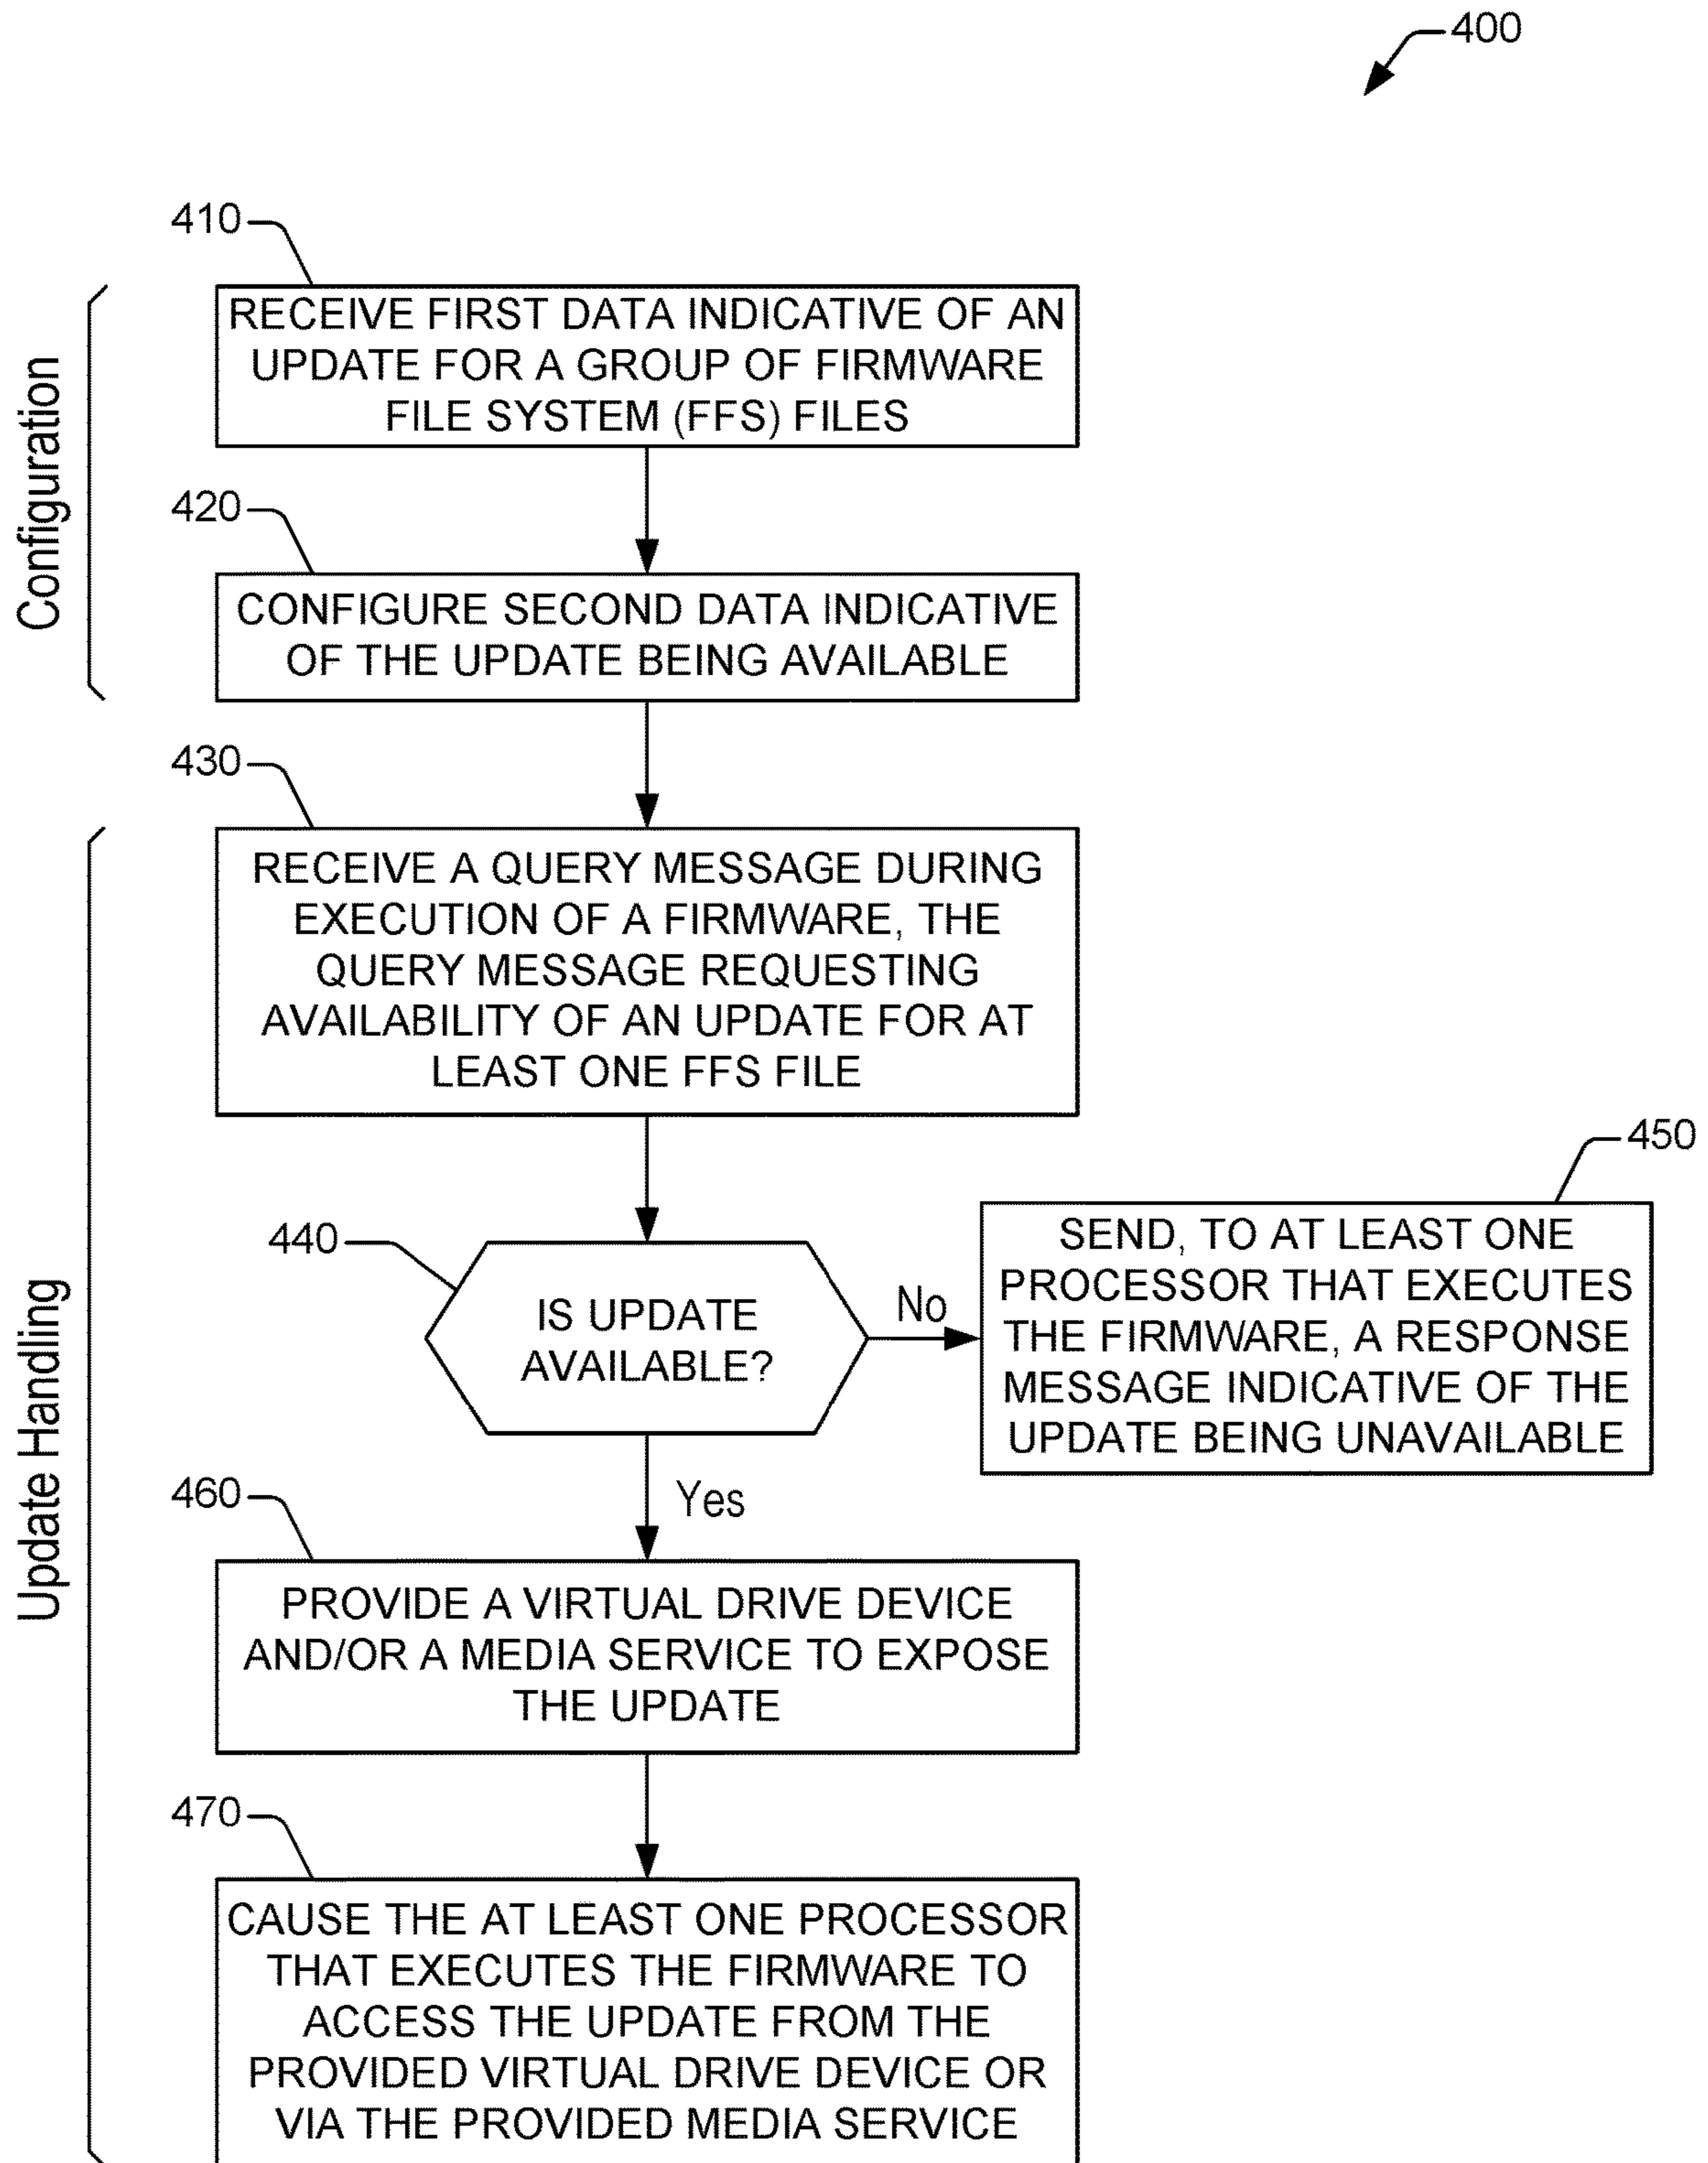 400
410
RECEIVE FIRST DATA INDICATIVE OF AN
UPDATE FOR A GROUP OF FIRMWARE
FILE SYSTEM (FFS) FILES
Configuration
420
CONFIGURE SECOND DATA INDICATIVE
OF THE UPDATE BEING AVAILABLE
430
RECEIVE A QUERY MESSAGE DURING
EXECUTION OF A FIRMWARE, THE
QUERY MESSAGE REQUESTING
AVAILABILITY OF AN UPDATE FOR AT
LEAST ONE FFS FILE
Update Handling
440
IS UPDATE
AVAILABLE?
No
450
SEND, TO AT LEAST ONE
PROCESSOR THAT EXECUTES
THE FIRMWARE, A RESPONSE
MESSAGE INDICATIVE OF THE
UPDATE BEING UNAVAILABLE
Yes
460
PROVIDE A VIRTUAL DRIVE DEVICE
AND/OR A MEDIA SERVICE TO EXPOSE
THE UPDATE
470
CAUSE THE AT LEAST ONE PROCESSOR
THAT EXECUTES THE FIRMWARE TO
ACCESS THE UPDATE FROM THE
PROVIDED VIRTUAL DRIVE DEVICE OR
VIA THE PROVIDED MEDIA SERVICE